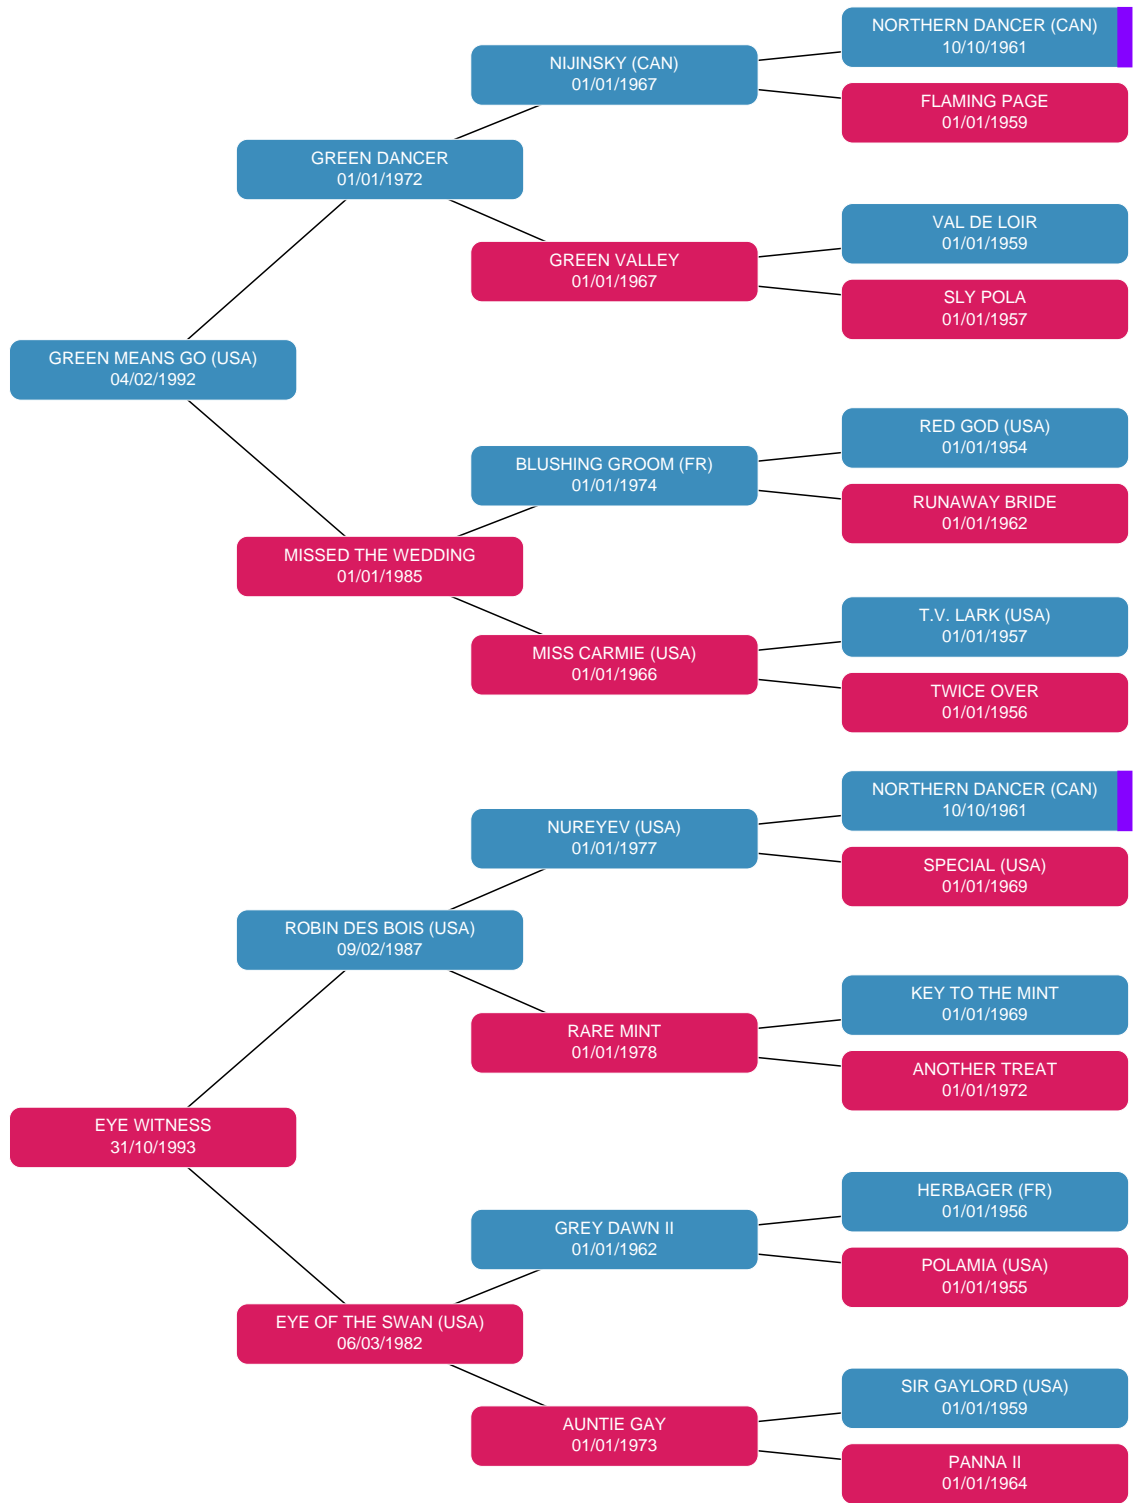 NORTHERN DANCER (CAN)
10/10/1961
NIJINSKY (CAN)
01/01/1967
FLAMING PAGE
01/01/1959
GREEN DANCER
01/01/1972
VAL DE LOIR
01/01/1959
GREEN VALLEY
01/01/1967
SLY POLA
01/01/1957
GREEN MEANS GO (USA)
04/02/1992
RED GOD (USA)
01/01/1954
BLUSHING GROOM (FR)
01/01/1974
RUNAWAY BRIDE
01/01/1962
MISSED THE WEDDING
01/01/1985
T.V. LARK (USA)
01/01/1957
MISS CARMIE (USA)
01/01/1966
TWICE OVER
01/01/1956
NORTHERN DANCER (CAN)
10/10/1961
NUREYEV (USA)
01/01/1977
SPECIAL (USA)
01/01/1969
ROBIN DES BOIS (USA)
09/02/1987
KEY TO THE MINT
01/01/1969
RARE MINT
01/01/1978
ANOTHER TREAT
01/01/1972
EYE WITNESS
31/10/1993
HERBAGER (FR)
01/01/1956
GREY DAWN II
01/01/1962
POLAMIA (USA)
01/01/1955
EYE OF THE SWAN (USA)
06/03/1982
SIR GAYLORD (USA)
01/01/1959
AUNTIE GAY
01/01/1973
PANNA II
01/01/1964